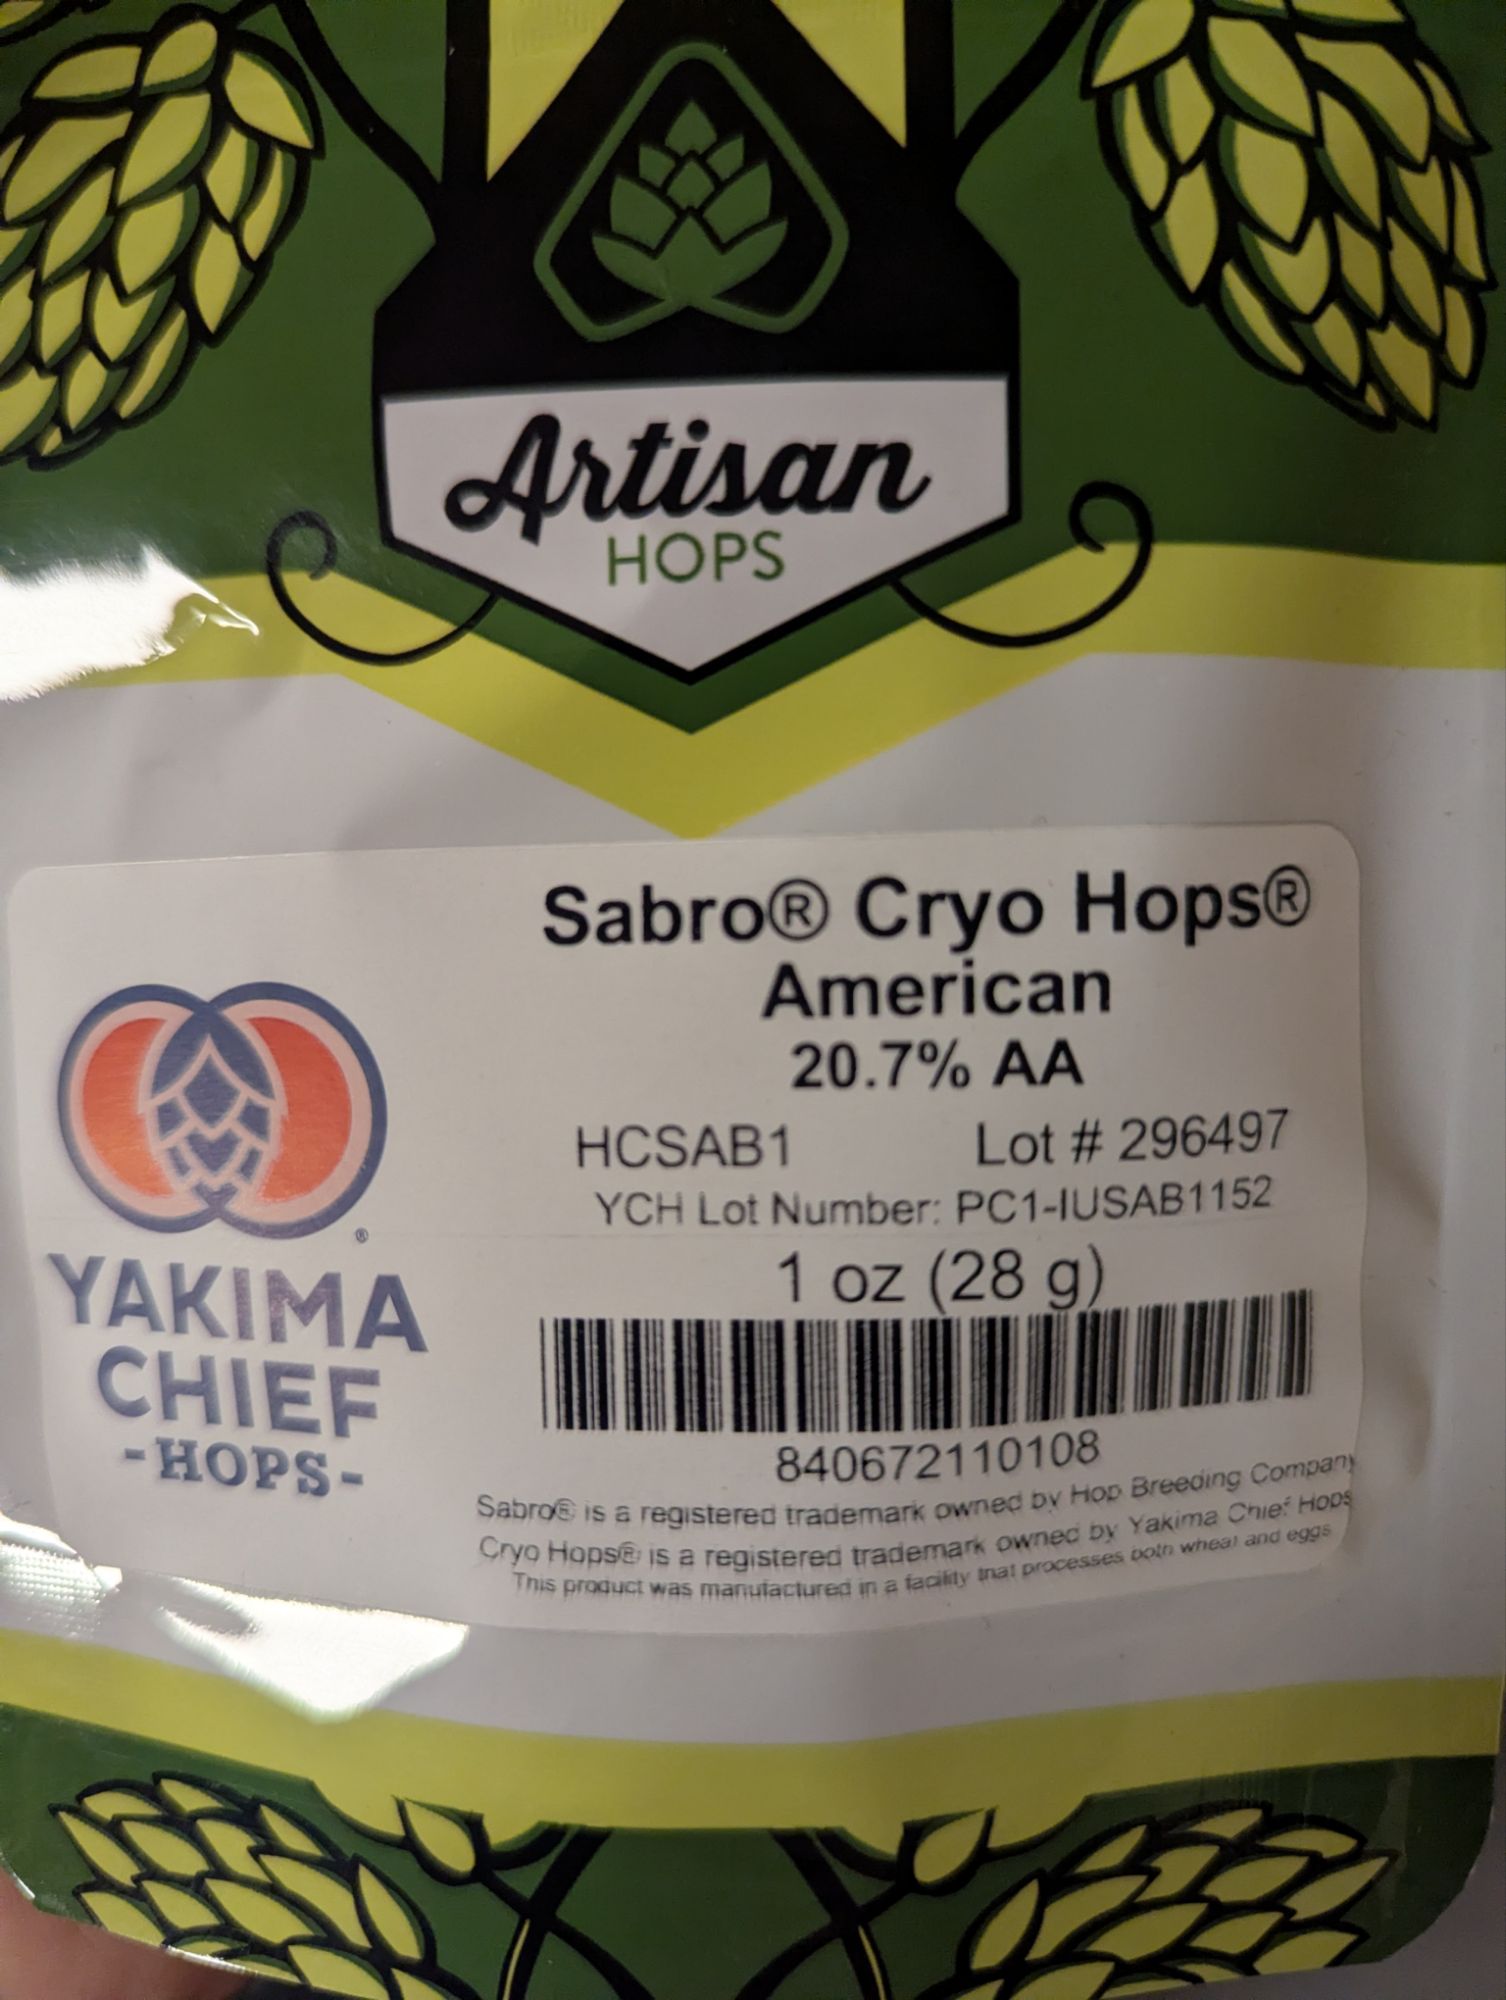 Artisan
HOPS
Sabro® Cryo Hops®
American
20.7% AA
HCSAB1 Lot # 296497
YCH Lot Number: PC1-IUSAB1152
1 oz (28 g)
840672110108
Sabro® is a registered trademark owned by Hop Breeding Company
Cryo Hops® is a registered trademark owned by Yakima Chief Hops
This product was manufactured in a facility that processes both wheat and eggs
®
YAKIMA
CHIEF
-HOPS-